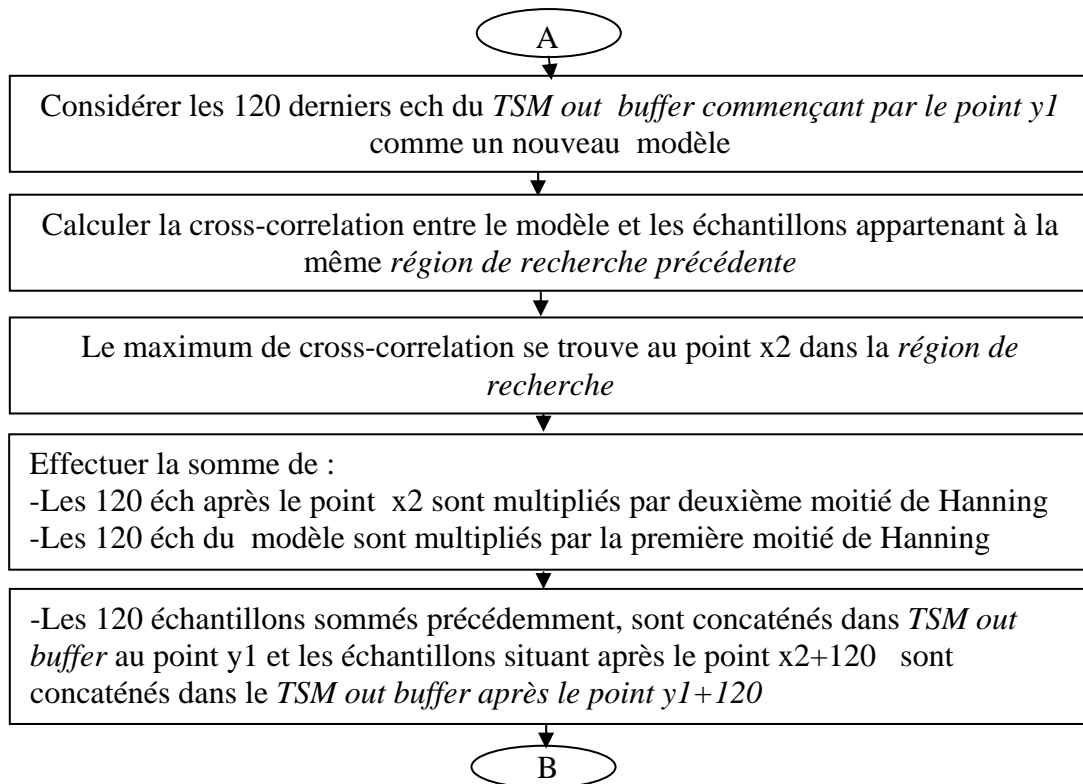 A
Considérer les 120 derniers ech du TSM out buffer commençant par le point y1
comme un nouveau modèle
Calculer la cross-correlation entre le modèle et les échantillons appartenant à la
même région de recherche précédente
Le maximum de cross-correlation se trouve au point x2 dans la région de
recherche
Effectuer la somme de :
-Les 120 éch après le point x2 sont multipliés par deuxième moitié de Hanning
-Les 120 éch du modèle sont multipliés par la première moitié de Hanning
-Les 120 échantillons sommés précédemment, sont concaténés dans TSM out
buffer au point y1 et les échantillons situant après le point x2+120 sont
concaténés dans le TSM out buffer après le point y1+120
B